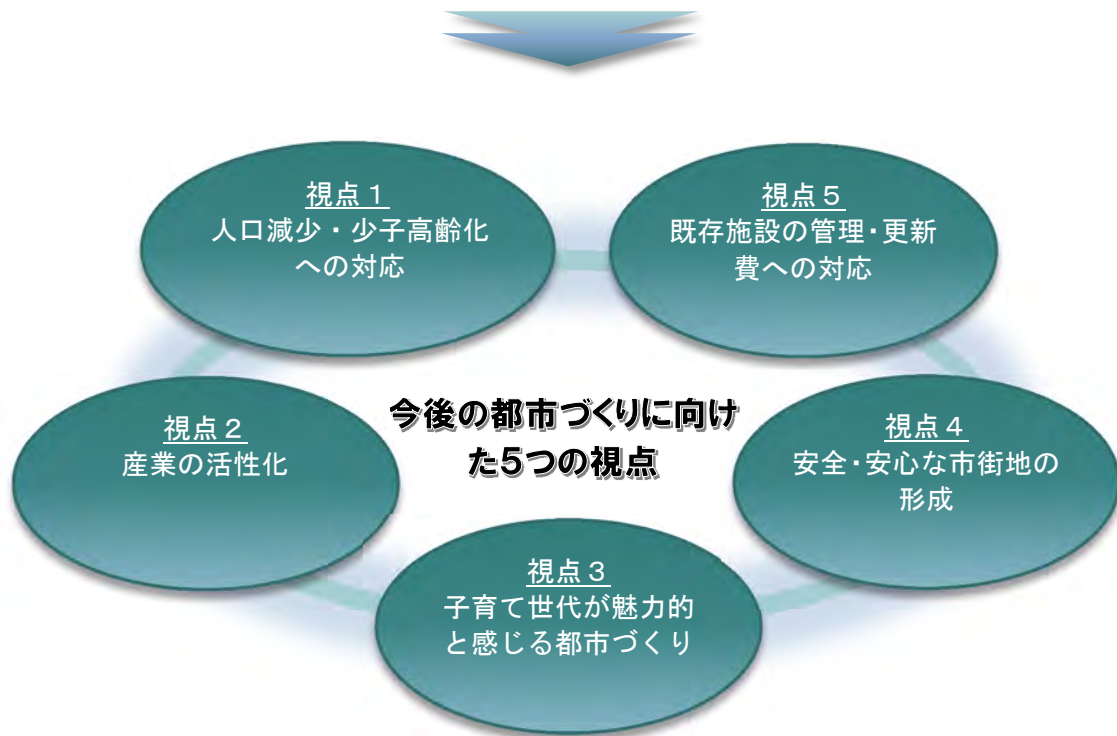 視点１
人口減少・少子高齢化
への対応
視点５
既存施設の管理・更新
費への対応
視点２
産業の活性化
今後の都市づくりに向け
た５つの視点
視点４
安全・安心な市街地の
形成
視点３
子育て世代が魅力的
と感じる都市づくり